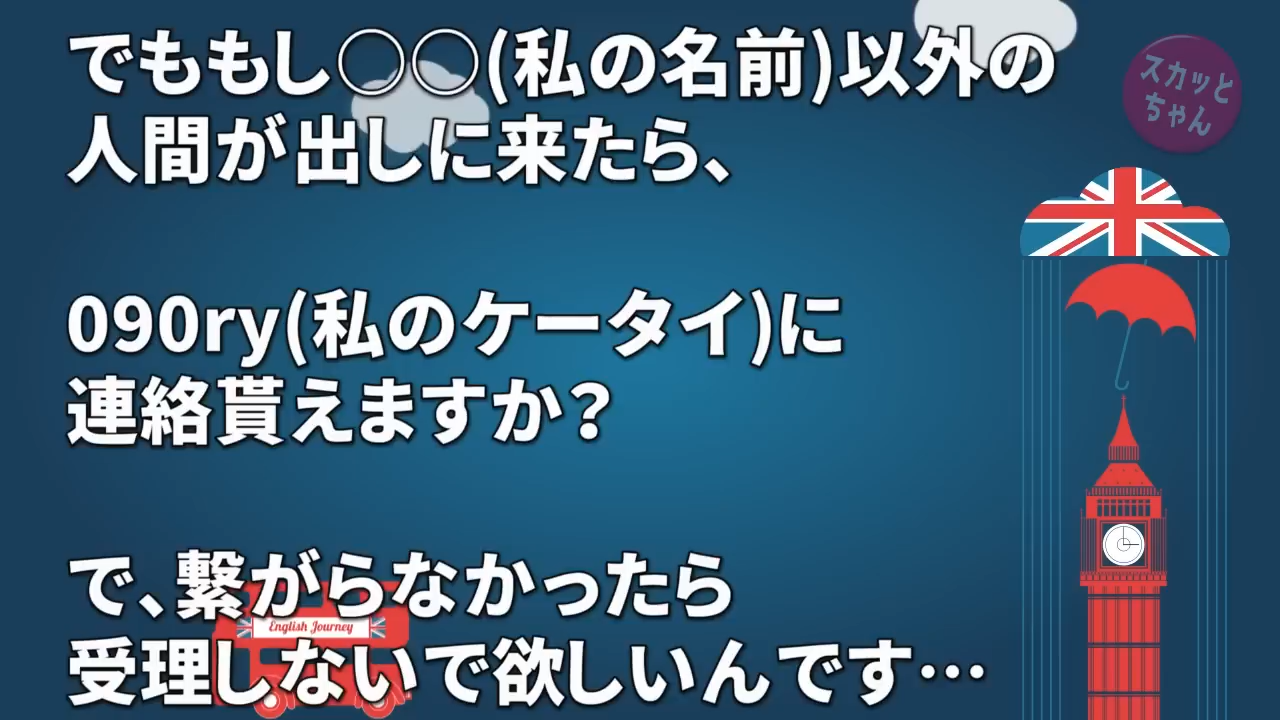 でももし○○(私の名前)以外の
人間が出しに来たら、
090ry(私のケータイ)に
連絡貰えますか？
で、繋がらなかったら
受理しないで欲しいんです…
スカッと
ちゃん
English Journey